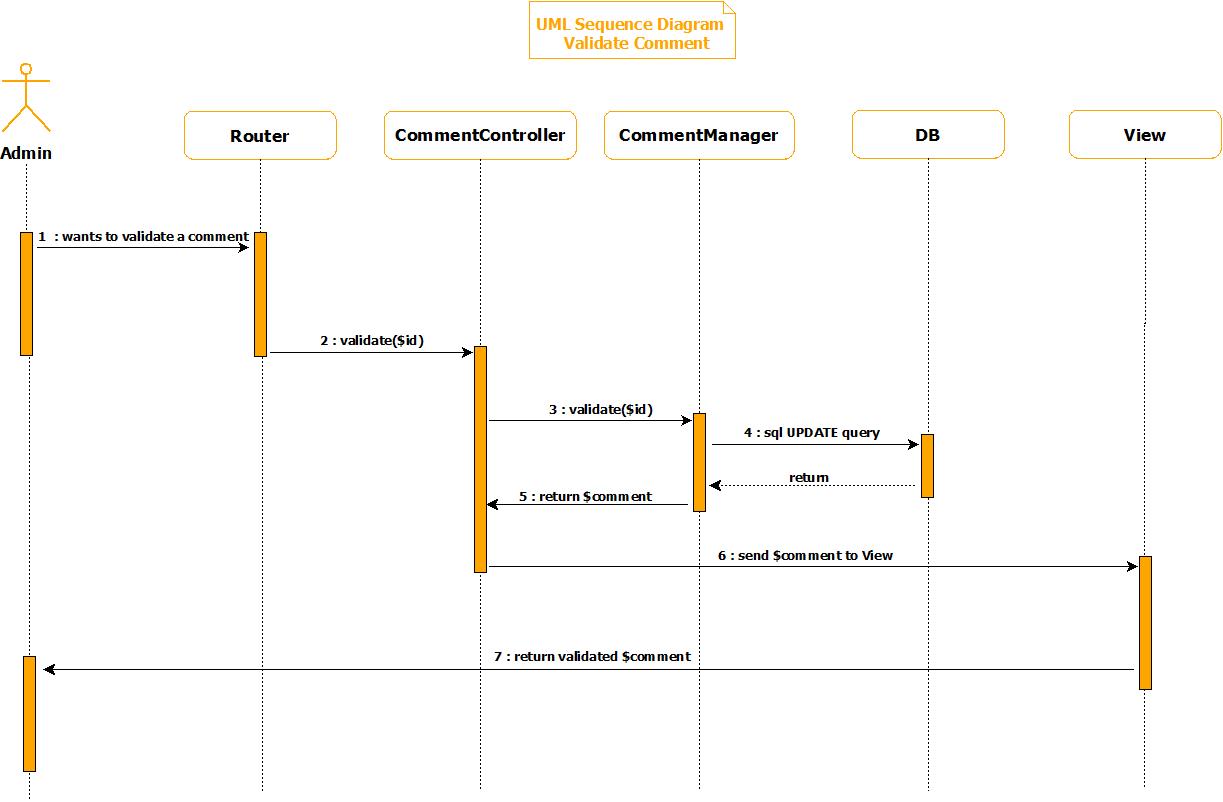 UML Sequence Diagram
Validate Comment
Admin
Router
CommentController
CommentManager
DB
View
1 : wants to validate a comment
2 : validate($id)
3 : validate($id)
4 : sql UPDATE query
return
5 : return $comment
6 : send $comment to View
7 : return validated $comment